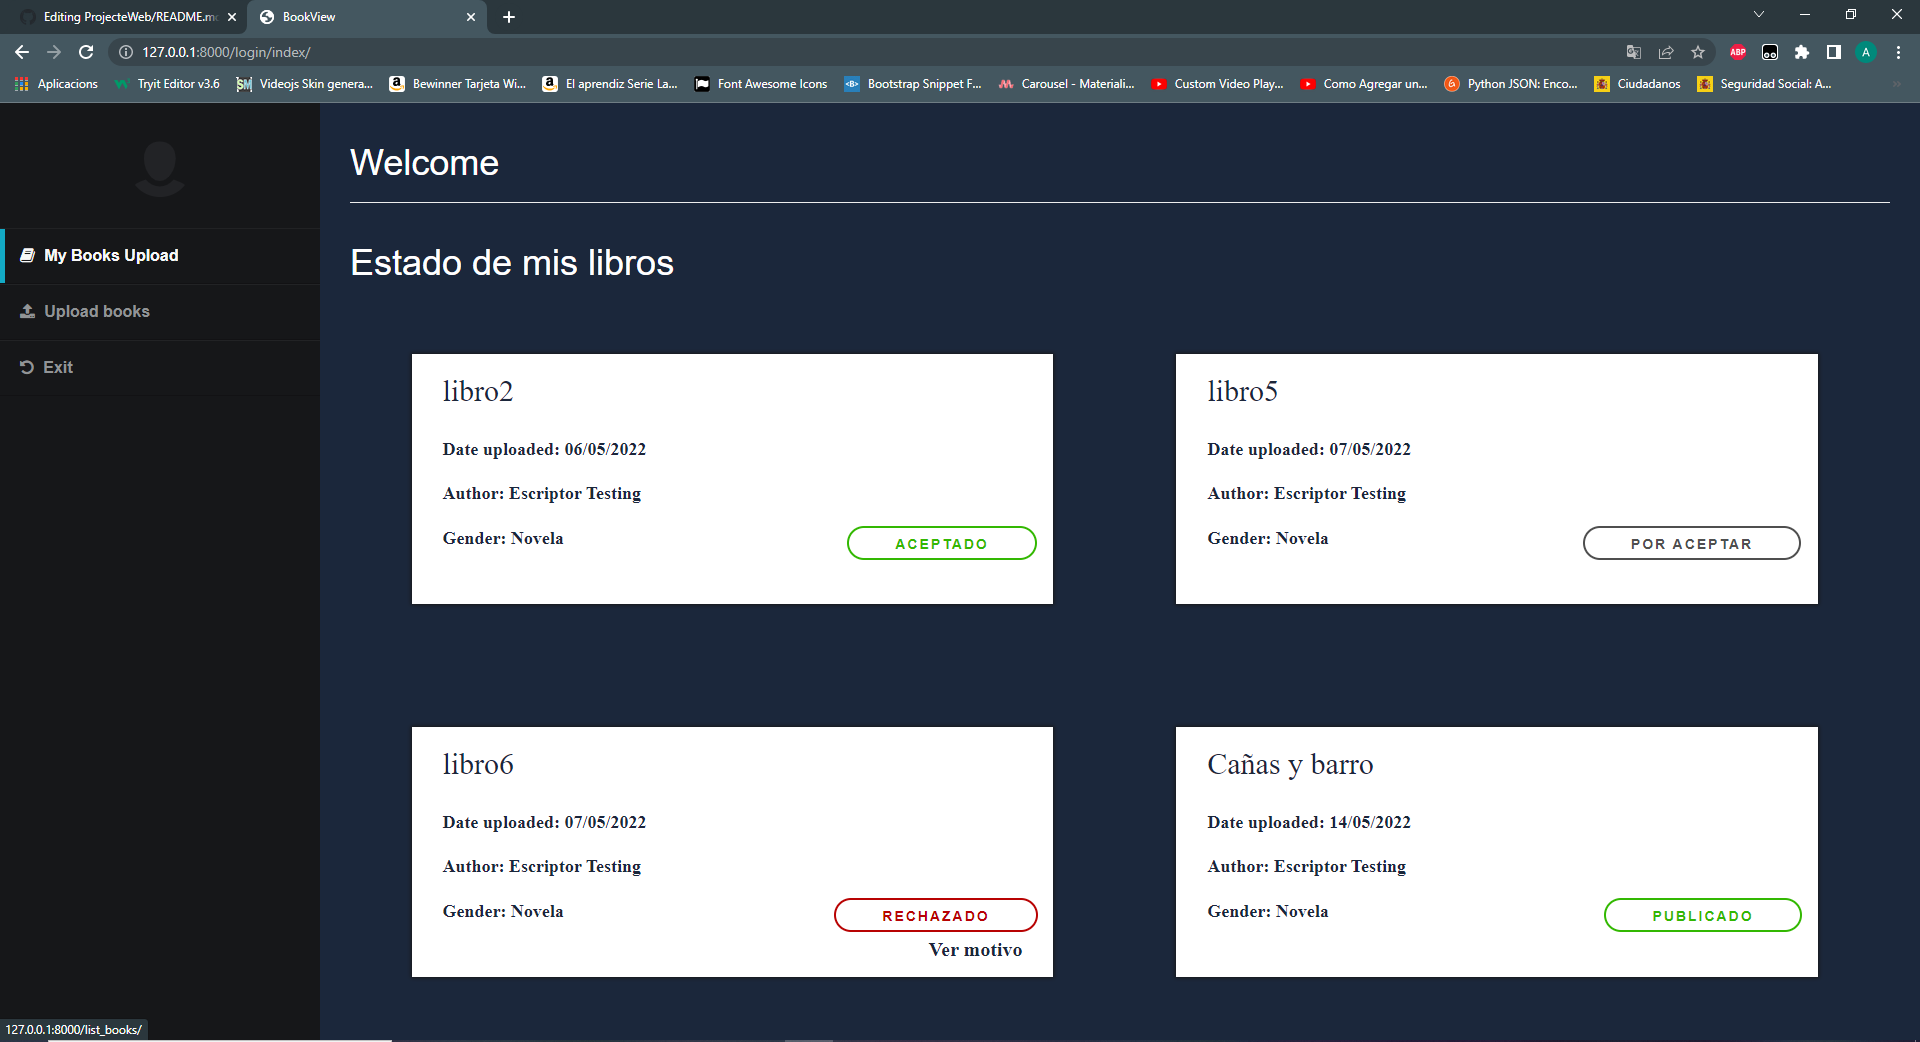 Editing ProjecteWeb/README.m
BookView
127.0.0.1:8000/login/index/
ABP
A
Aplicacions
Tryit Editor v3.6
Videojs Skin genera...
Bewinner Tarjeta Wi...
El aprendiz Serie La...
Font Awesome Icons
Bootstrap Snippet F...
Carousel - Materiali...
Custom Video Play...
Como Agregar un...
Python JSON: Enco...
Ciudadanos
Seguridad Social: A...
My Books Upload
Upload books
Exit
Welcome
Estado de mis libros
libro2
Date uploaded: 06/05/2022
Author: Escriptor Testing
Gender: Novela
ACEPTADO
libro5
Date uploaded: 07/05/2022
Author: Escriptor Testing
Gender: Novela
POR ACEPTAR
libro6
Date uploaded: 07/05/2022
Author: Escriptor Testing
Gender: Novela
RECHAZADO
Ver motivo
Cañas y barro
Date uploaded: 14/05/2022
Author: Escriptor Testing
Gender: Novela
PUBLICADO
127.0.0.1:8000/list_books/